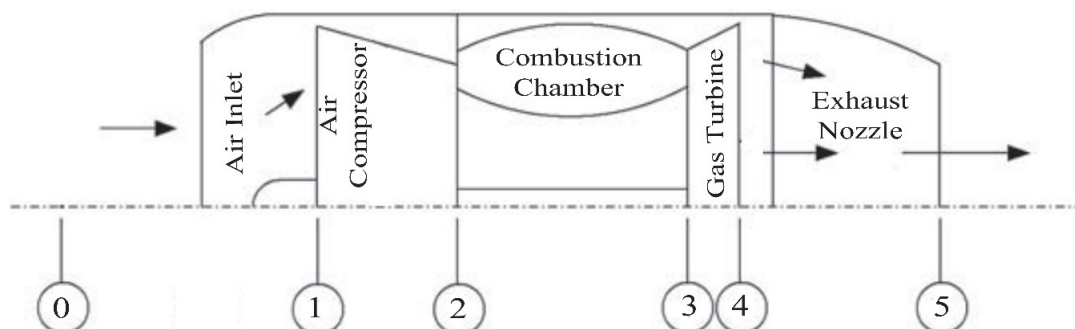 Air Inlet
Air
Compressor
Combustion
Chamber
Gas Turbine
Exhaust
Nozzle
0
1
2
3
4
5